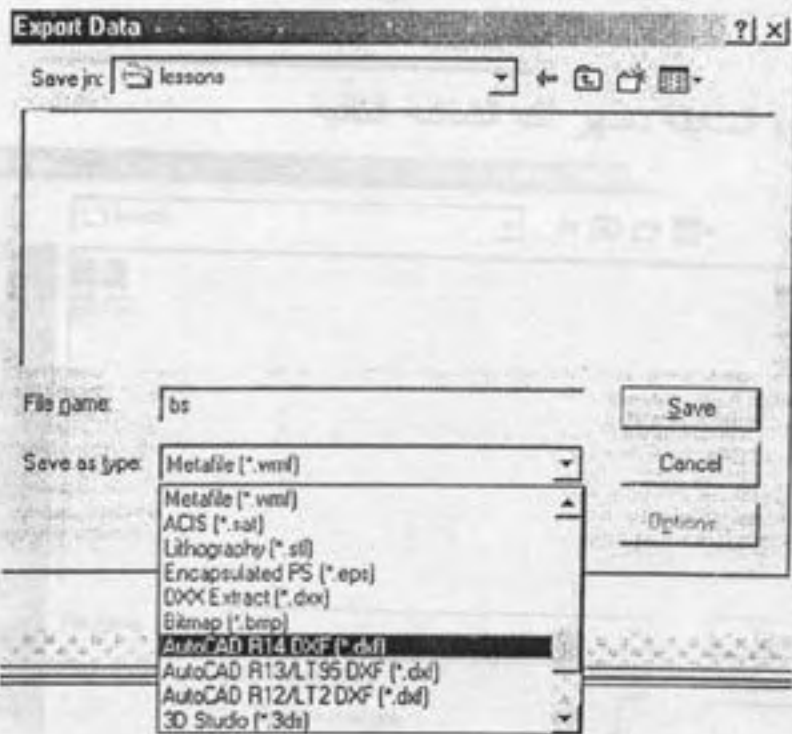 Export Data
? ×
Save in: lessons
File name: bs
Save
Save as type: Metafile (*.wmf)
Cancel
Metafile (*.wmf)
Options
ACIS (*.sat)
Lithography (*.stl)
Encapsulated PS (*.eps)
DXX Extract (*.dxx)
Bitmap (*.bmp)
AutoCAD R14 DXF (*.dxf)
AutoCAD R13/LT95 DXF (*.dxf)
AutoCAD R12/LT2 DXF (*.dxf)
3D Studio (*.3ds)